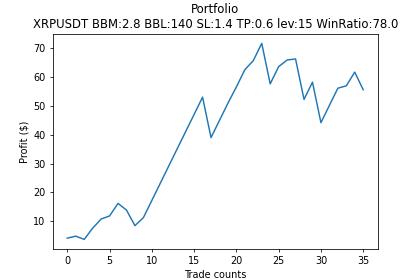 Portfolio
XRPUSDT BBM:2.8 BBL:140 SL:1.4 TP:0.6 lev:15 WinRatio:78.0
70
60
50
40
30
20
10
Profit ($)
0 5 10 15 20 25 30 35
Trade counts